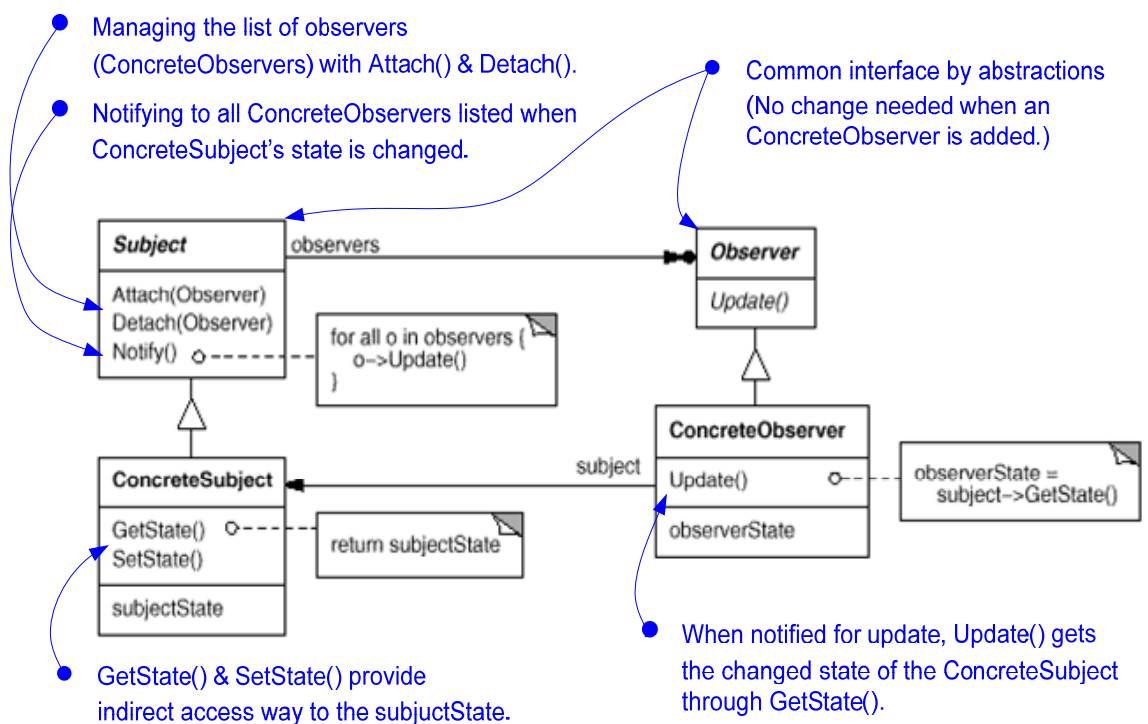 Managing the list of observers
(ConcreteObservers) with Attach() & Detach().
Notifying to all ConcreteObservers listed when
ConcreteSubject's state is changed.
Common interface by abstractions
(No change needed when an
ConcreteObserver is added.)
Subject
observers
Attach(Observer)
Detach(Observer)
Notify()
for all o in observers {
o->Update()
}
Observer
Update()
ConcreteSubject
GetState()
SetState()
subjectState
return subjectState
subject
ConcreteObserver
Update()
observerState
observerState =
subject->GetState()
GetState() & SetState() provide
indirect access way to the subjuctState.
When notified for update, Update() gets
the changed state of the ConcreteSubject
through GetState().